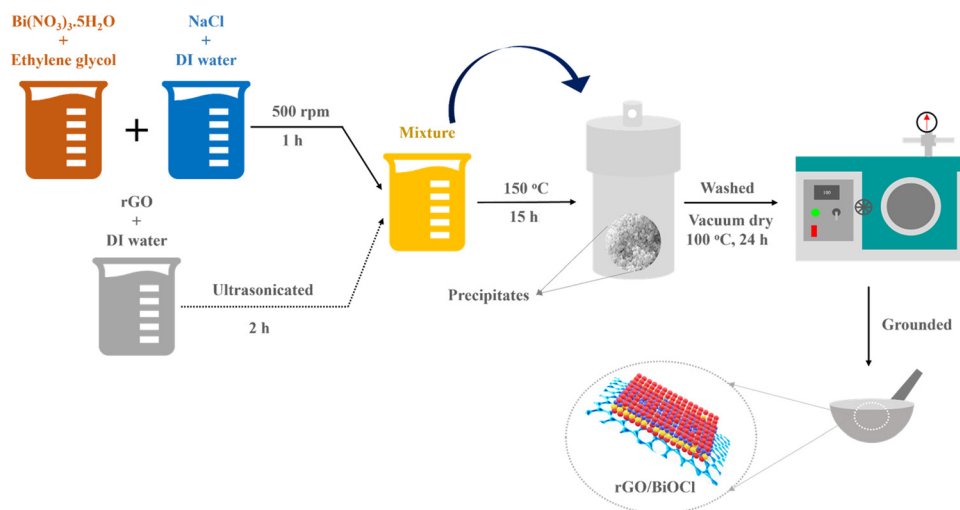 Bi(NO3)3.5H2O
+
Ethylene glycol
NaCl
+
DI water
500 rpm
1 h
Mixture
rGO
+
DI water
Ultrasonicated
2 h
150 oC
15 h
Precipitates
Washed
Vacuum dry
100 oC, 24 h
Grounded
rGO/BiOCl